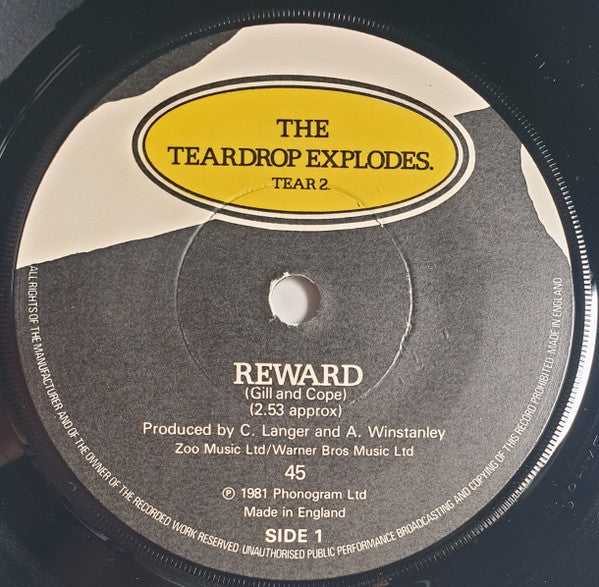 THE
TEARDROP EXPLODES.
TEAR 2.
REWARD
(Gill and Cope)
(2.53 approx)
Produced by C. Langer and A. Winstanley
Zoo Music Ltd/Warner Bros Music Ltd
45
℗ 1981 Phonogram Ltd
Made in England
SIDE 1
ALL RIGHTS OF THE MANUFACTURER AND OF THE OWNER OF THE RECORDED WORK RESERVED. UNAUTHORISED PUBLIC PERFORMANCE BROADCASTING AND COPYING OF THIS RECORD PROHIBITED. MADE IN ENGLAND